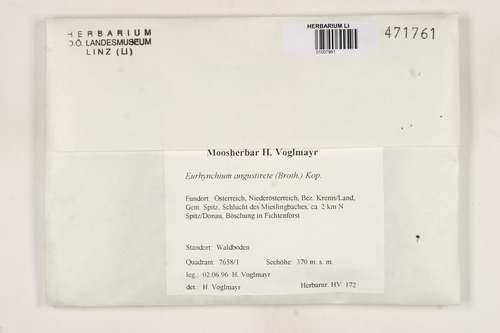 HERBARIUM
O.Ö. LANDESMUSEUM
LINZ (LI)
HERBARIUM LI
01007961
471761
Moosherbar H. Voglmayr
Eurhynchium angustirete (Broth.) Kop.
Fundort: Österreich, Niederösterreich, Bez. Krems/Land,
Gem. Spitz, Schlucht des Mieslingbaches, ca. 2 km N
Spitz/Donau, Böschung in Fichtenforst
Standort: Waldboden
Quadrant: 7658/1 Seehöhe: 370 m. s. m.
leg.: 02.06.96 H. Voglmayr
det.: H. Voglmayr Herbarnr. HV 172